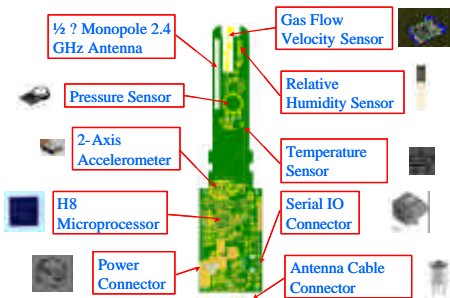 ½ ? Monopole 2.4
GHz Antenna
Gas Flow
Velocity Sensor
Pressure Sensor
Relative
Humidity Sensor
2-Axis
Accelerometer
Temperature
Sensor
H8
Microprocessor
Serial IO
Connector
Power
Connector
Antenna Cable
Connector